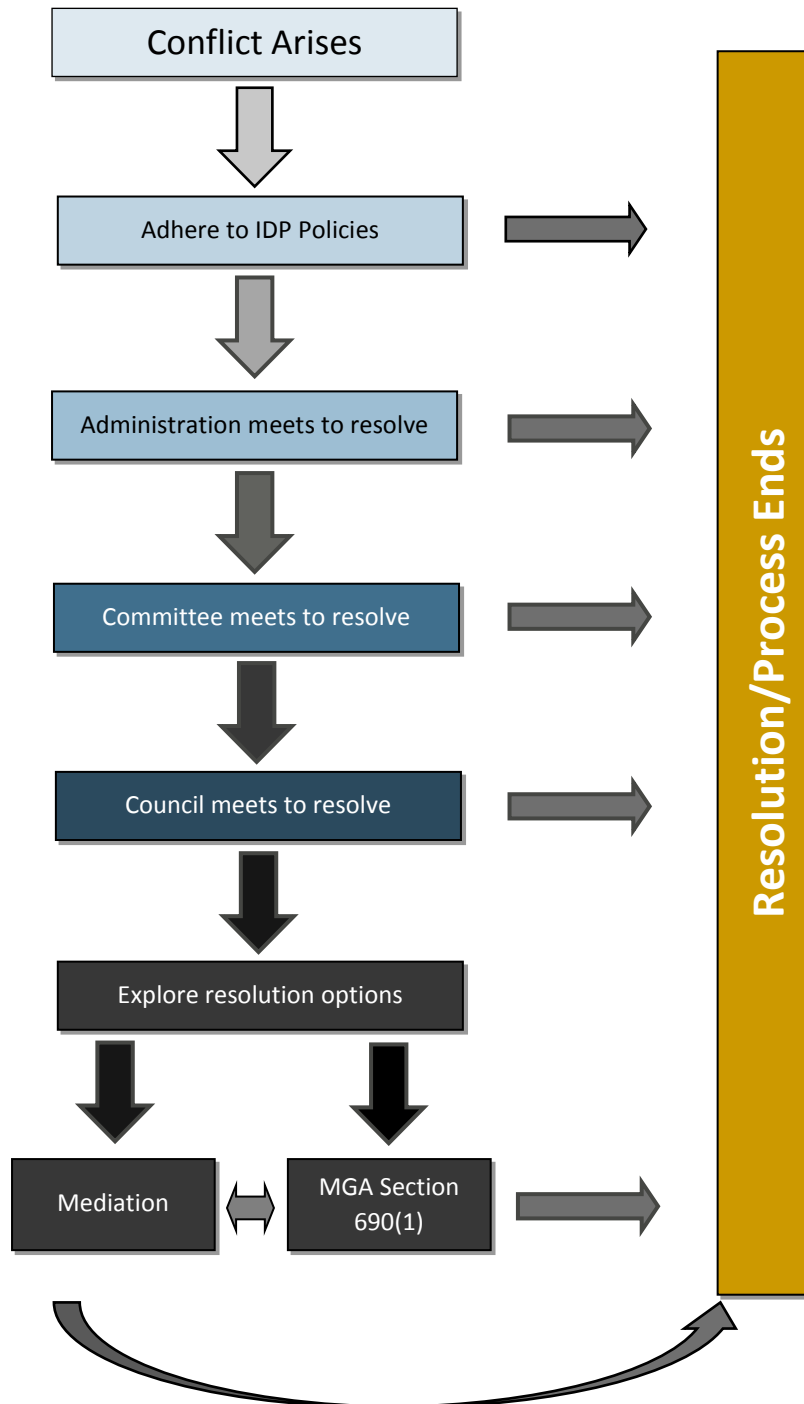 Conflict Arises
Adhere to IDP Policies
Administration meets to resolve
Committee meets to resolve
Council meets to resolve
Explore resolution options
Mediation
MGA Section
690(1)
Resolution/Process Ends